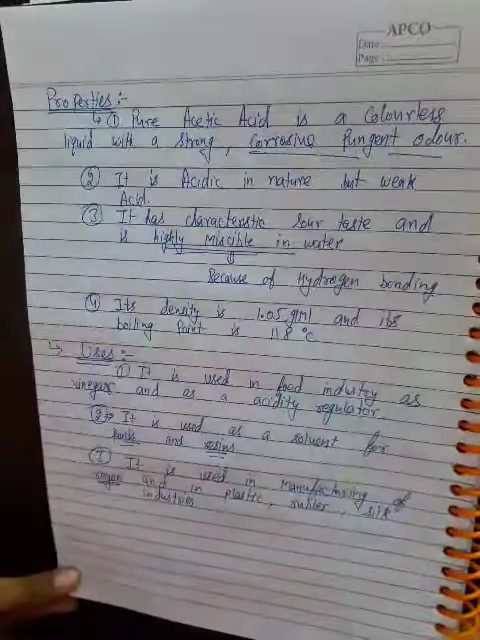 APCO
Date
Page
Properties :-
↳ ① Pure Acetic Acid is a Colourless
liquid with a strong, corrosive Pungent odour.
② It is Acidic in nature but weak
Acid.
③ It has characterstic sour taste and
is highly miscible in water
Because of Hydrogen bonding
④ Its density is 1.05 g/ml and its
boiling Point is 118 °C
↳ Uses :-
① It is used in food industry as
vinegar and as a acidity regulator
② It is used as a solvent for
and resins
It is used in Manufacturing of
and in plastic, rubber, silk
industries